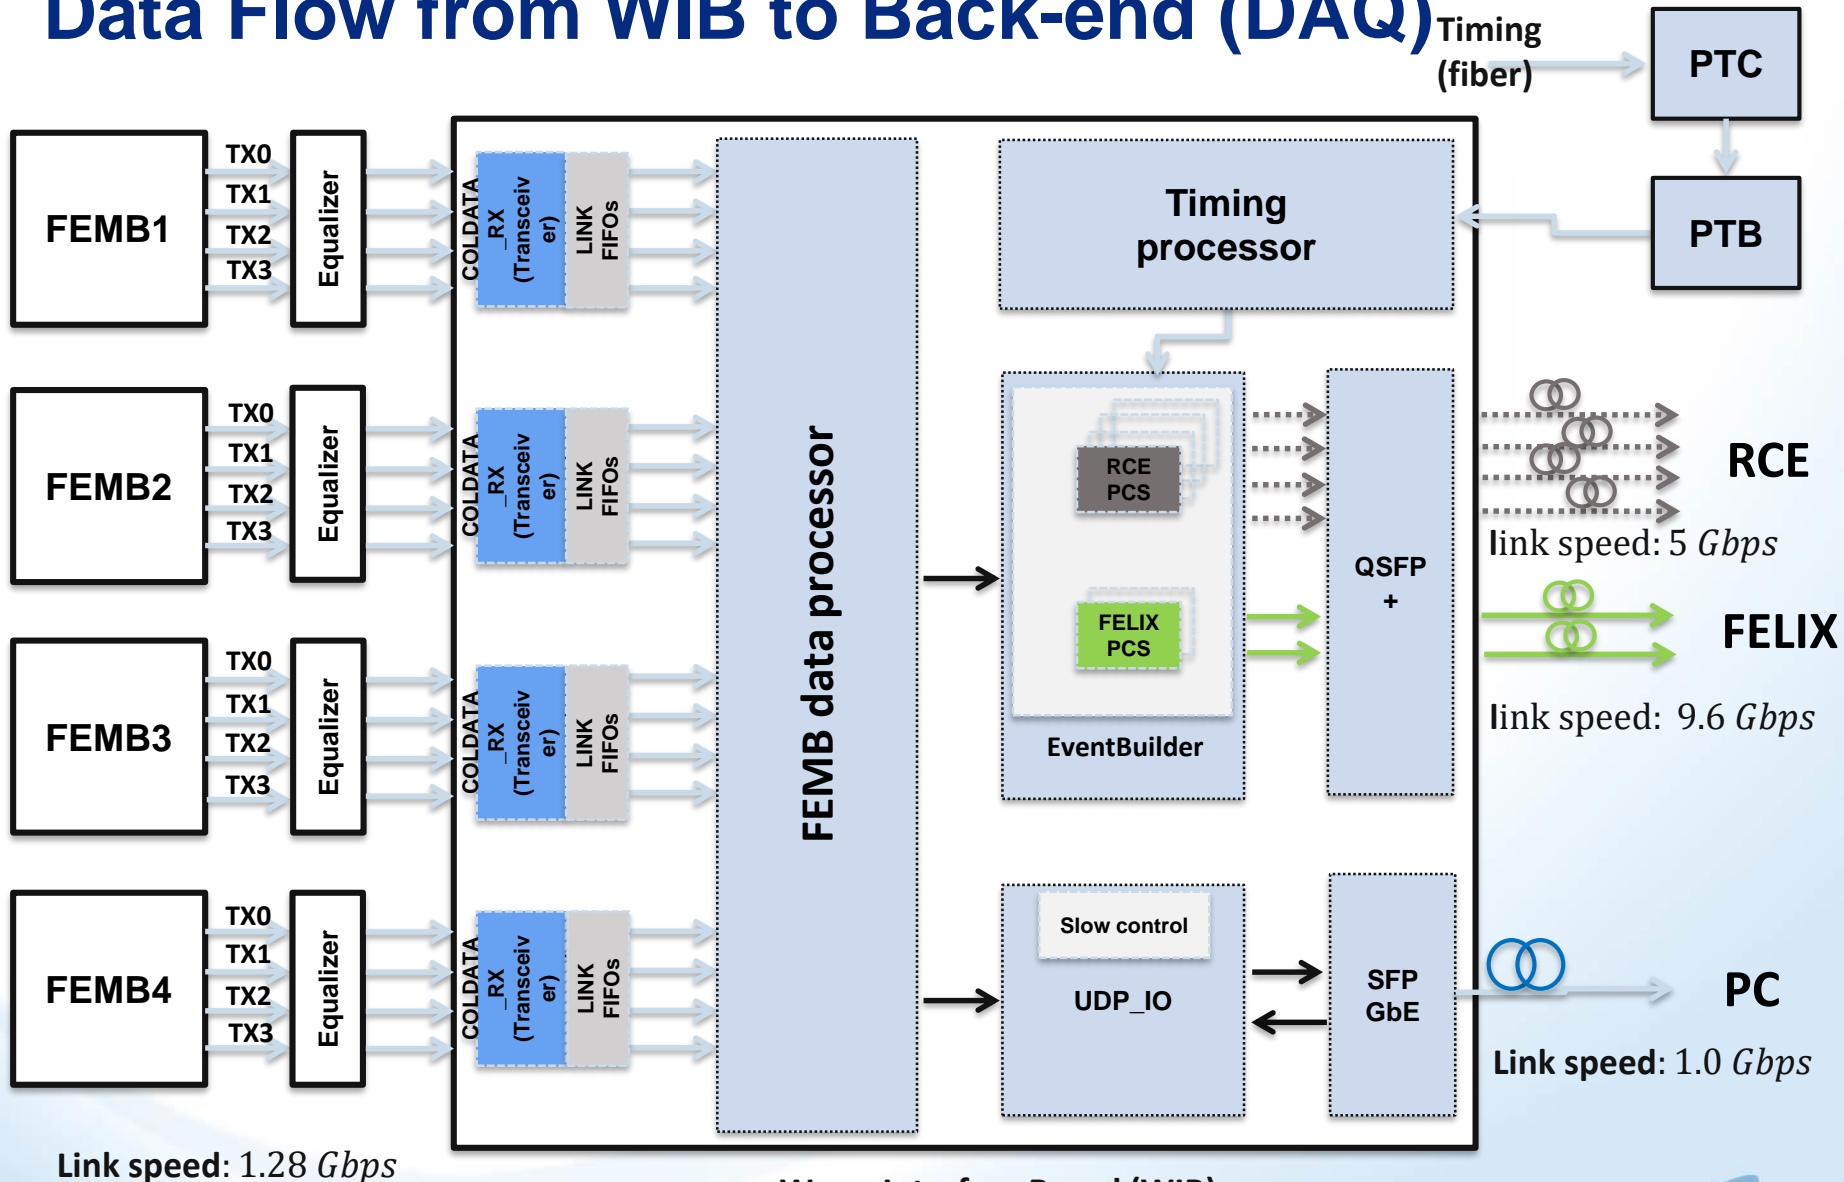 Data Flow from WIB to Back-end (DAQ)
Timing
(fiber)
PTC
PTB
FEMB1
TX0
TX1
TX2
TX3
Equalizer
COLDATA
_RX
(Transceiv
er)
LINK
FIFOs
FEMB2
TX0
TX1
TX2
TX3
Equalizer
COLDATA
_RX
(Transceiv
er)
LINK
FIFOs
FEMB3
TX0
TX1
TX2
TX3
Equalizer
COLDATA
_RX
(Transceiv
er)
LINK
FIFOs
FEMB4
TX0
TX1
TX2
TX3
Equalizer
COLDATA
_RX
(Transceiv
er)
LINK
FIFOs
FEMB data processor
Timing
processor
RCE
PCS
FELIX
PCS
EventBuilder
QSFP
+
RCE
link speed: 5 Gbps
FELIX
link speed: 9.6 Gbps
Slow control
UDP_IO
SFP
GbE
PC
Link speed: 1.0 Gbps
Link speed: 1.28 Gbps
Interface Board (WIB)